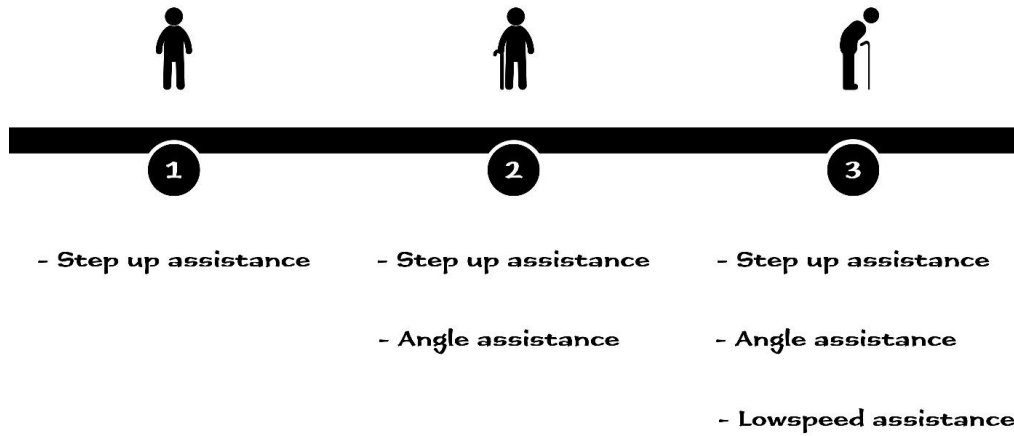 1
2
3
- Step up assistance
- Step up assistance
- Step up assistance
- Angle assistance
- Angle assistance
- Lowspeed assistance